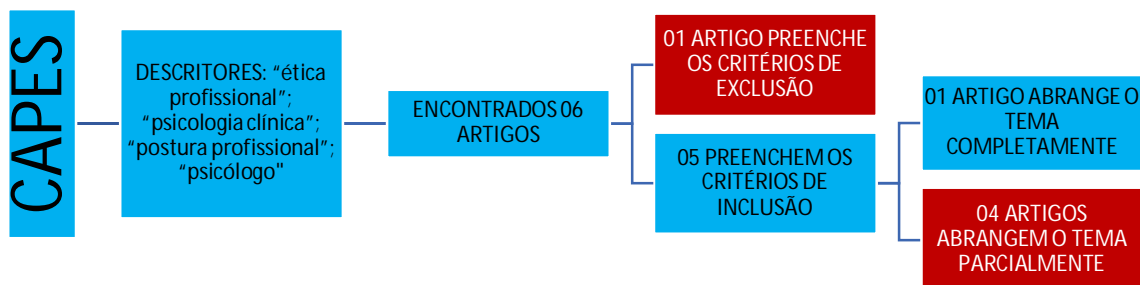 CAPES
DESCRITORES: “ética
profissional”;
“psicologia clínica”;
“postura profissional”;
“psicólogo"
ENCONTRADOS 06
ARTIGOS
01 ARTIGO PREENCHE
OS CRITÉRIOS DE
EXCLUSÃO
05 PREENCHEM OS
CRITÉRIOS DE
INCLUSÃO
01 ARTIGO ABRANGE O
TEMA
COMPLETAMENTE
04 ARTIGOS
ABRANGEM O TEMA
PARCIALMENTE